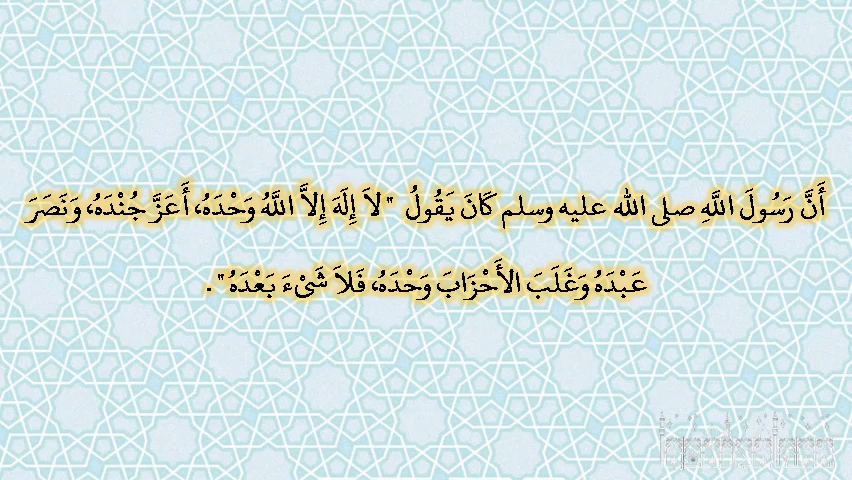 أَنَّ رَسُولَ اللَّهِ صلى الله عليه وسلم كَانَ يَقُولُ ‏"‏ لاَ إِلَهَ إِلاَّ اللَّهُ وَحْدَهُ، أَعَزَّ جُنْدَهُ، وَنَصَرَ
عَبْدَهُ وَغَلَبَ الأَحْزَابَ وَحْدَهُ، فَلاَ شَىْءَ بَعْدَهُ ‏"‏‏.‏